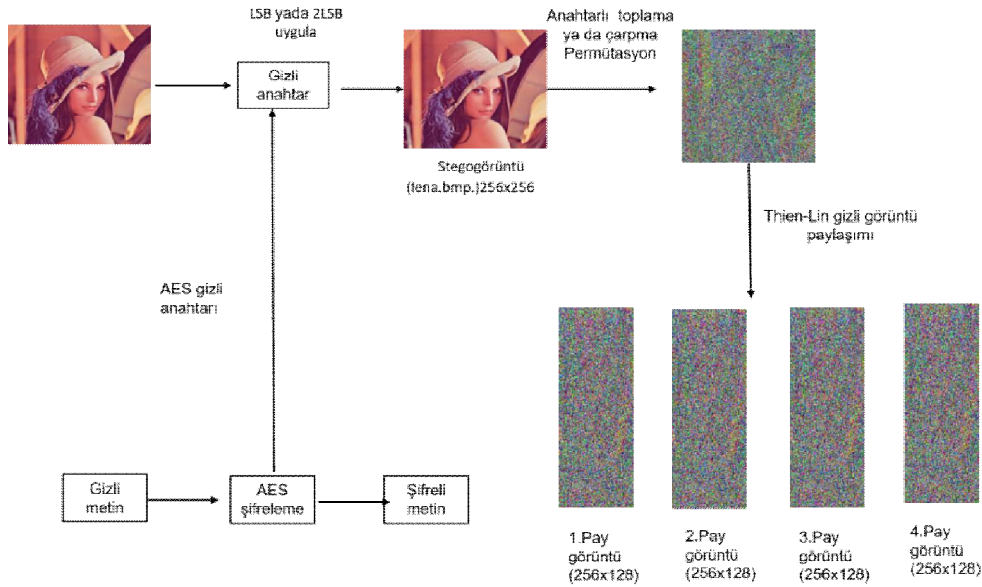 LSB yada 2LSB
uygula
Gizli
anahtar
Anahtarlı toplama
ya da çarpma
Permütasyon
Stegogörüntü
(lena.bmp.)256x256
Thien-Lin gizli görüntü
paylaşımı
AES gizli
anahtarı
Gizli
metin
AES
şifreleme
Şifreli
metin
1.Pay
görüntü
(256x128)
2.Pay
görüntü
(256x128)
3.Pay
görüntü
(256x128)
4.Pay
görüntü
(256x128)